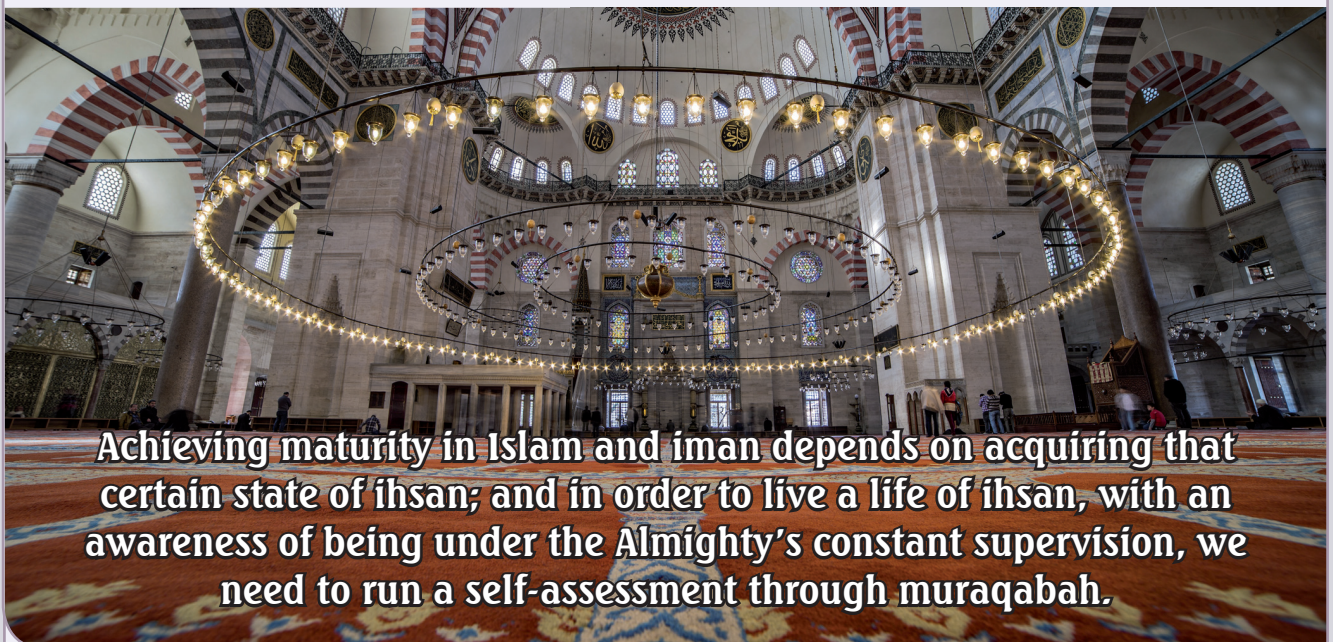 Achieving maturity in Islam and iman depends on acquiring that
certain state of ihsan; and in order to live a life of ihsan, with an
awareness of being under the Almighty’s constant supervision, we
need to run a self-assessment through muraqabah.